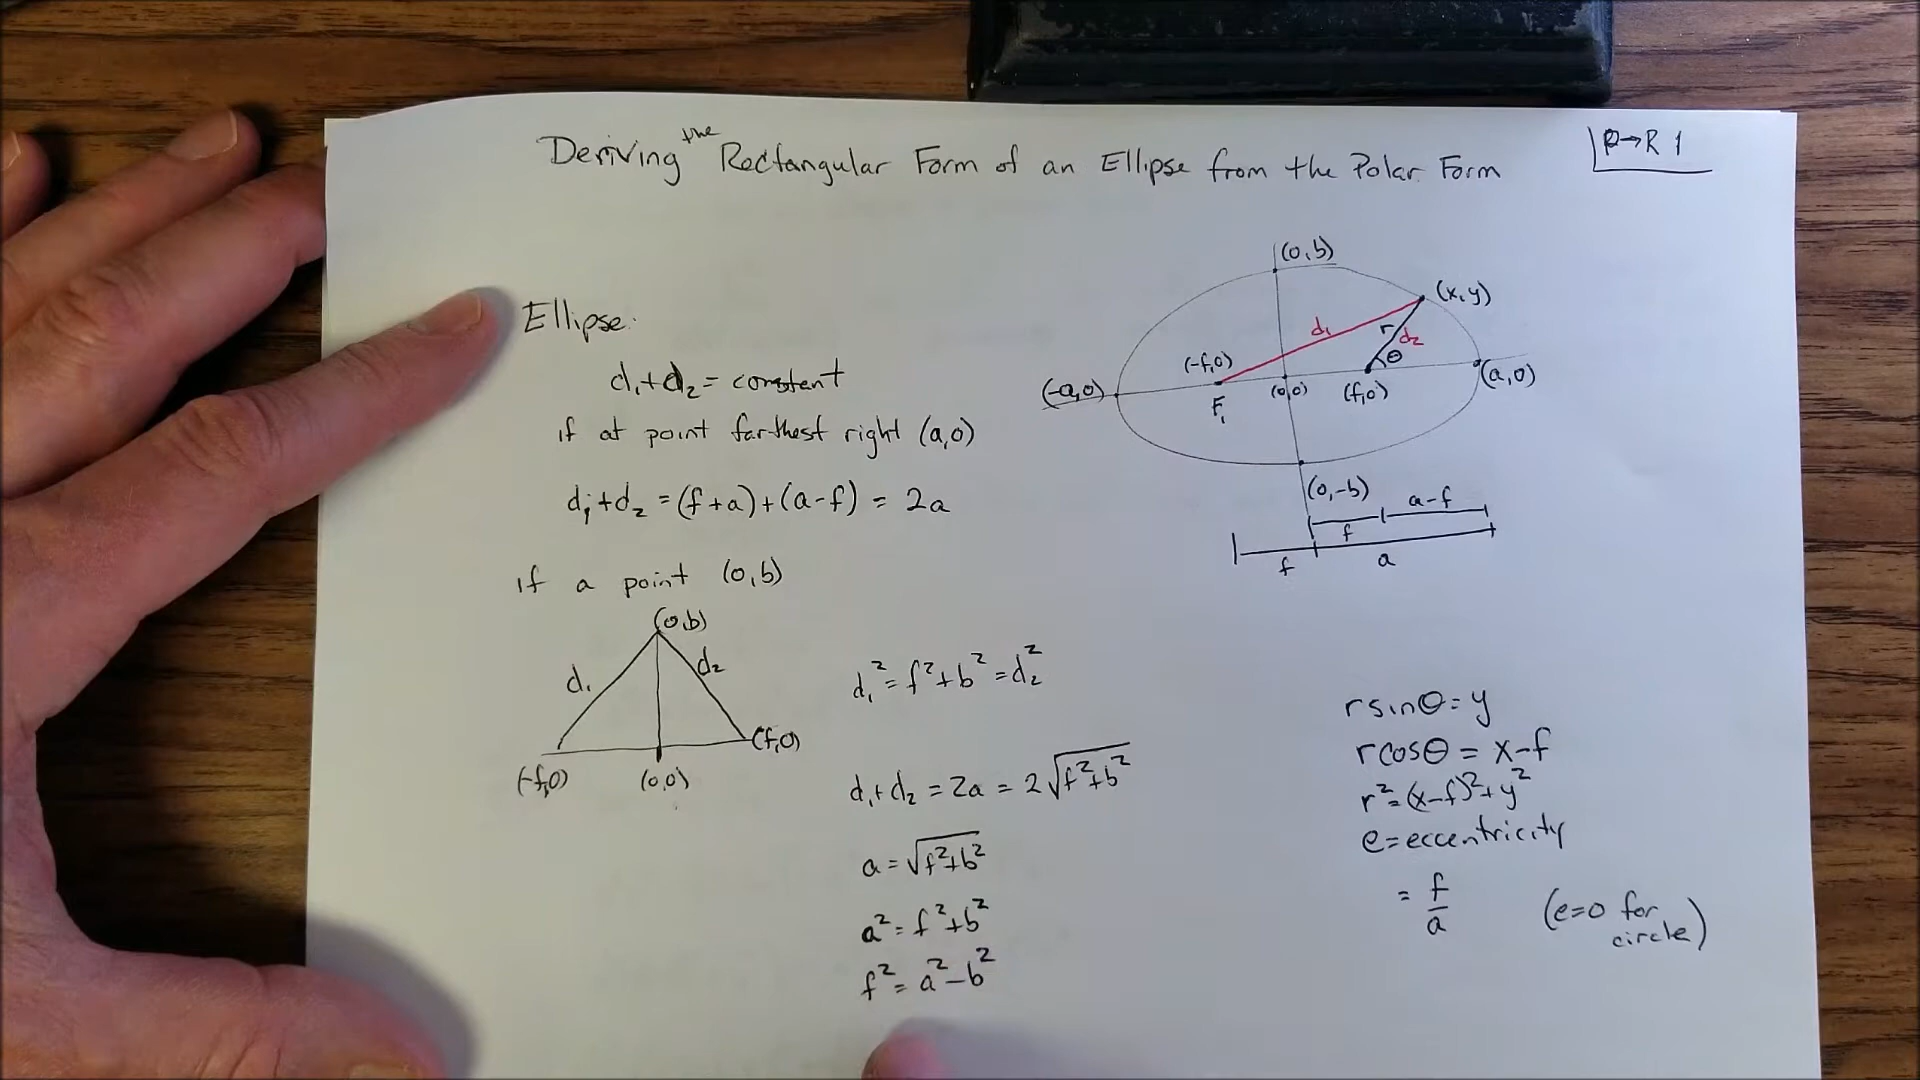 Deriving the Rectangular Form of an Ellipse from the Polar Form
P→R 1
Ellipse:
d₁+d₂ = constant
if at point farthest right (a,0)
d₁+d₂ = (f+a)+(a-f) = 2a
if a point (0,b)
(0,b)
d₁
d₂
(-f,0)
(0,0)
(f,0)
d₁² = f²+b² = d₂²
d₁+d₂ = 2a = 2√(f²+b²)
a = √(f²+b²)
a² = f²+b²
f² = a²-b²
(0,b)
(x,y)
d₁
r
d₂
(-f,0)
θ
(-a,0)
(0,0)
(f,0)
(a,0)
F₁
(0,-b)
a-f
f
f
a
rsinθ = y
rcosθ = x-f
r² = (x-f)²+y²
e = eccentricity
= f/a
(e=0 for
circle)